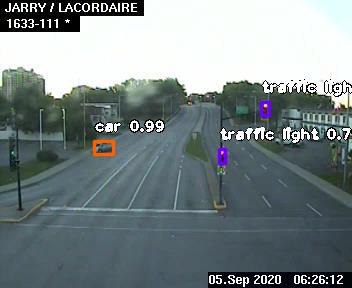 JARRY / LACORDAIRE
1633-111 *
traffic ligh
car 0.99
traffic light 0.7
05.Sep 2020 06:26:12